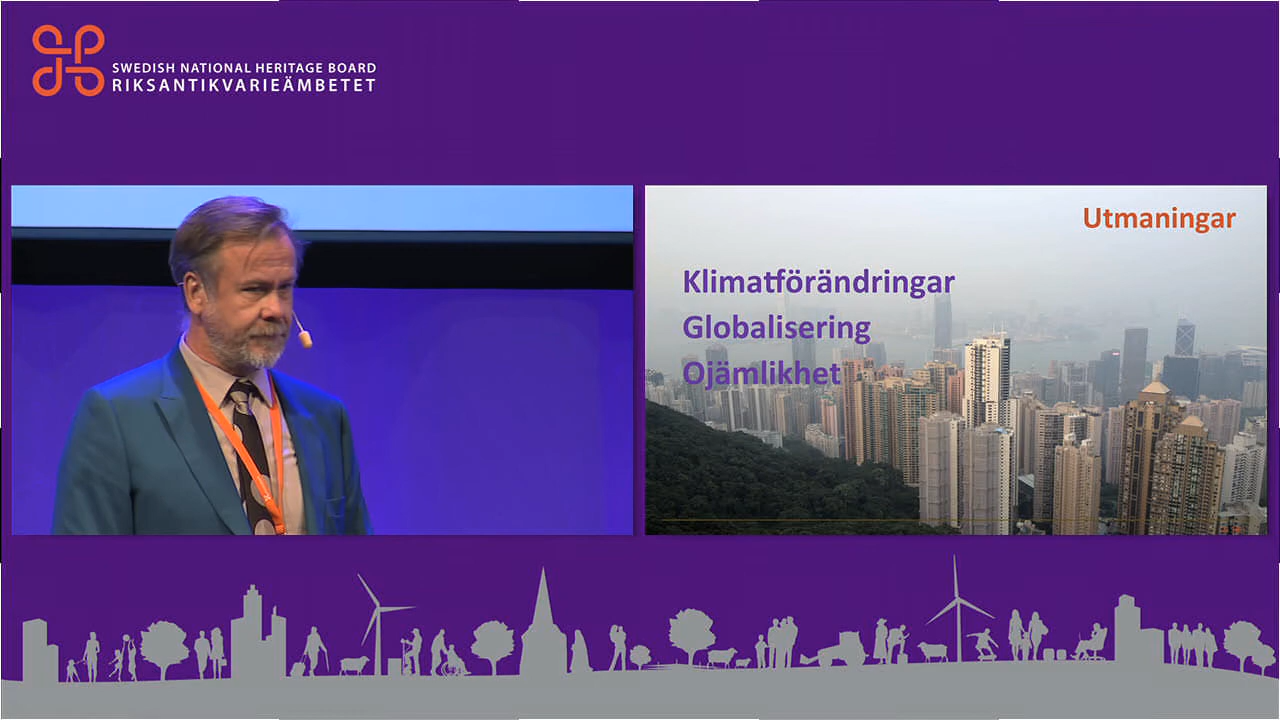 SWEDISH NATIONAL HERITAGE BOARD
RIKSANTIKVARIEÄMBETET
Utmaningar
Klimatförändringar
Globalisering
Ojämlikhet